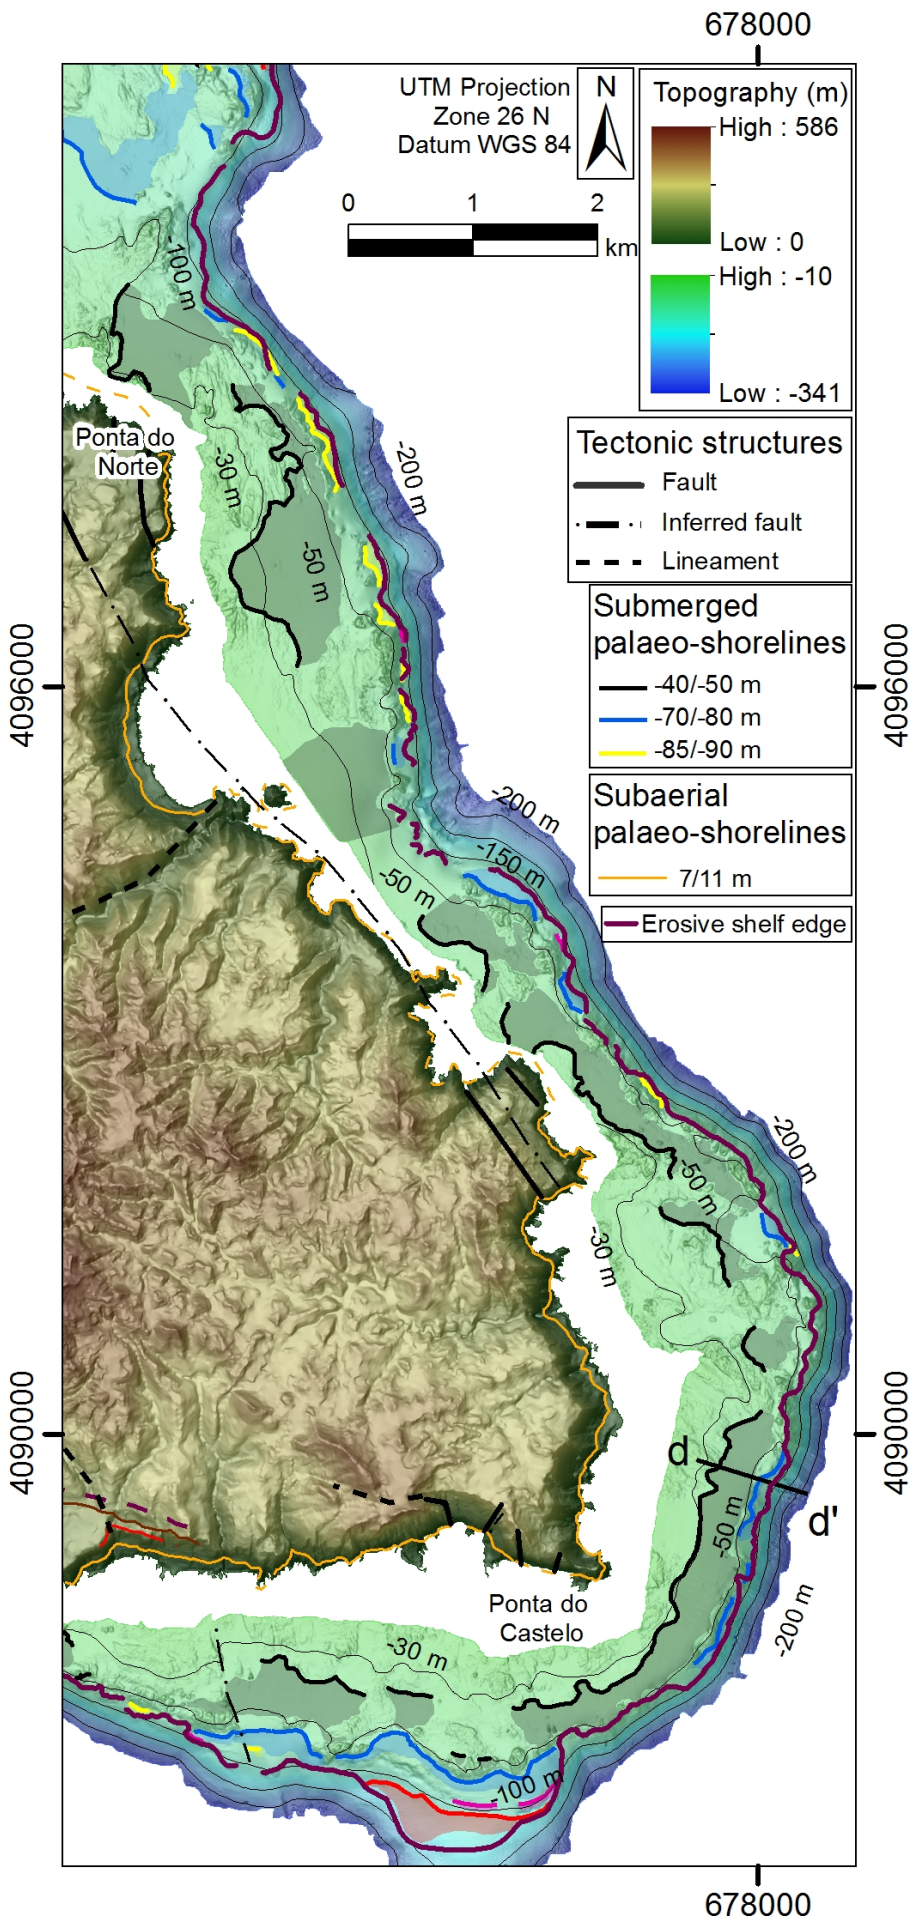 678000
UTM Projection
Zone 26 N
Datum WGS 84
N
0 1 2
km
Topography (m)
High : 586
Low : 0
High : -10
Low : -341
Tectonic structures
Fault
Inferred fault
Lineament
Submerged
palaeo-shorelines
-40/-50 m
-70/-80 m
-85/-90 m
Subaerial
palaeo-shorelines
7/11 m
Erosive shelf edge
-100 m
Ponta do
Norte
-30 m
-200 m
-50 m
4096000
4096000
-200 m
-150 m
-50 m
-200 m
-50 m
-30 m
4090000
4090000
d
d'
-50 m
-200 m
Ponta do
Castelo
-30 m
-100 m
678000